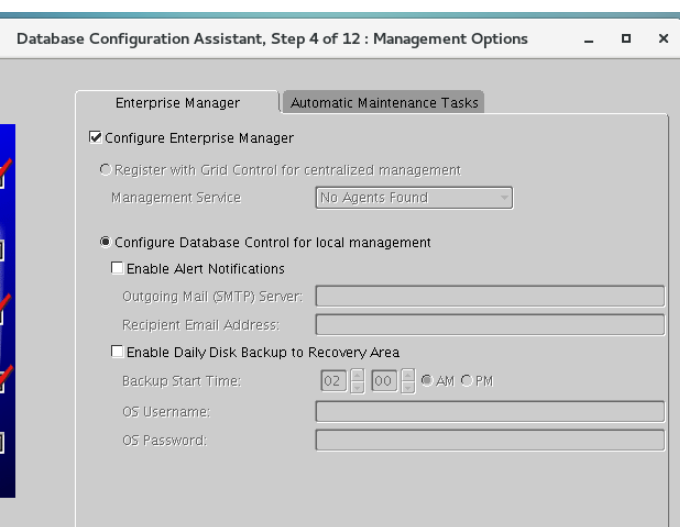 Database Configuration Assistant, Step 4 of 12 : Management Options
Enterprise Manager Automatic Maintenance Tasks
Configure Enterprise Manager
Register with Grid Control for centralized management
Management Service No Agents Found
Configure Database Control for local management
Enable Alert Notifications
Outgoing Mail (SMTP) Server:
Recipient Email Address:
Enable Daily Disk Backup to Recovery Area
Backup Start Time: 02 00 AM PM
OS Username:
OS Password: